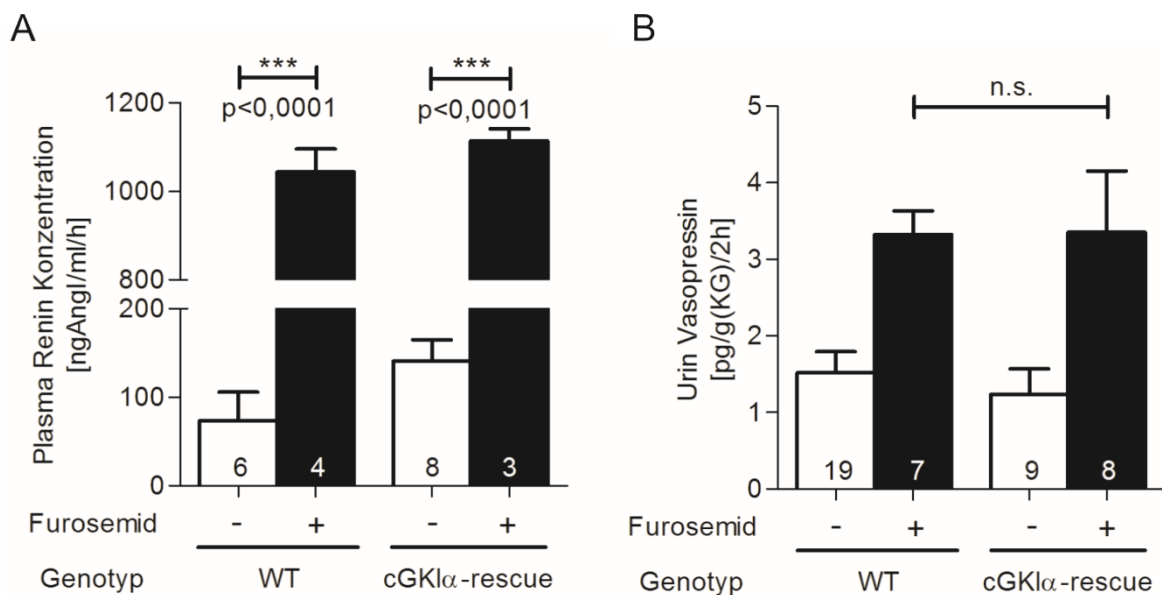 A
Plasma Renin Konzentration
[ngAngI/ml/h]
*** ***
p<0,0001 p<0,0001
1200
1000
800
200
100
0
6 4 8 3
Furosemid - + - +
Genotyp WT cGKIα-rescue
B
Urin Vasopressin
[pg/g(KG)/2h]
n.s.
5
4
3
2
1
0
19 7 9 8
Furosemid - + - +
Genotyp WT cGKIα-rescue